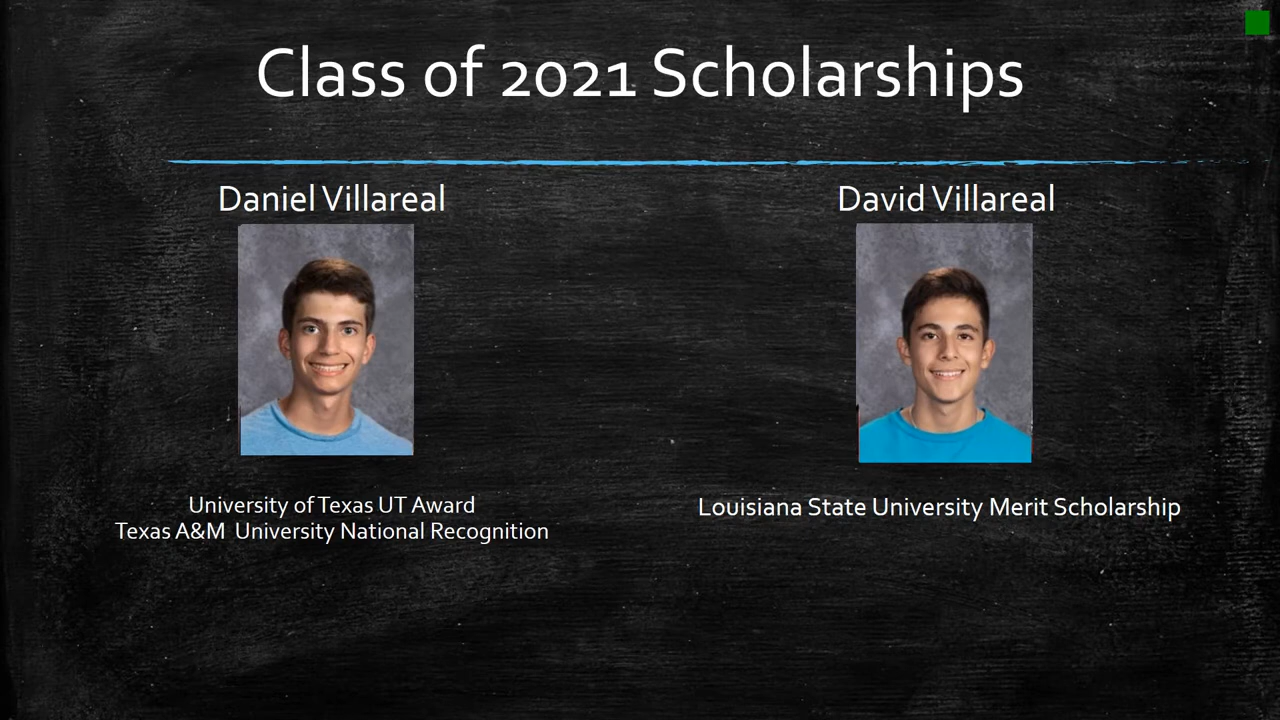 Class of 2021 Scholarships
Daniel Villareal
David Villareal
University of Texas UT Award
Texas A&M University National Recognition
Louisiana State University Merit Scholarship